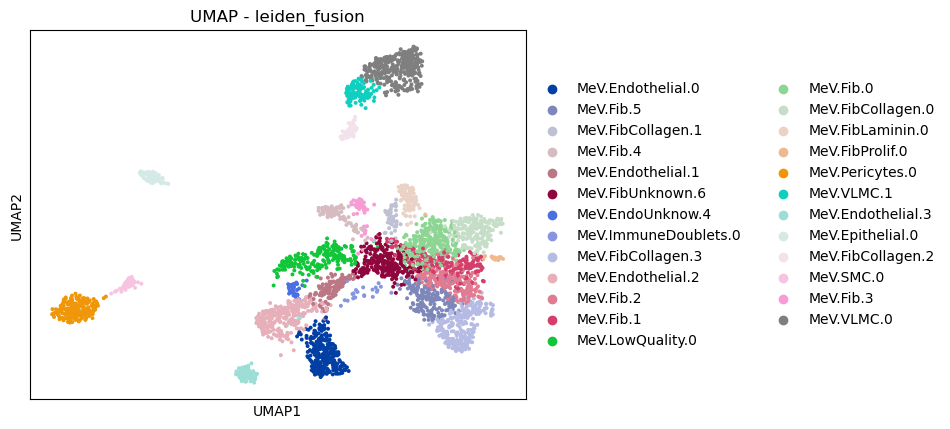 UMAP - leiden_fusion
UMAP2
UMAP1
MeV.Endothelial.0
MeV.Fib.5
MeV.FibCollagen.1
MeV.Fib.4
MeV.Endothelial.1
MeV.FibUnknown.6
MeV.EndoUnknow.4
MeV.ImmuneDoublets.0
MeV.FibCollagen.3
MeV.Endothelial.2
MeV.Fib.2
MeV.Fib.1
MeV.LowQuality.0
MeV.Fib.0
MeV.FibCollagen.0
MeV.FibLaminin.0
MeV.FibProlif.0
MeV.Pericytes.0
MeV.VLMC.1
MeV.Endothelial.3
MeV.Epithelial.0
MeV.FibCollagen.2
MeV.SMC.0
MeV.Fib.3
MeV.VLMC.0